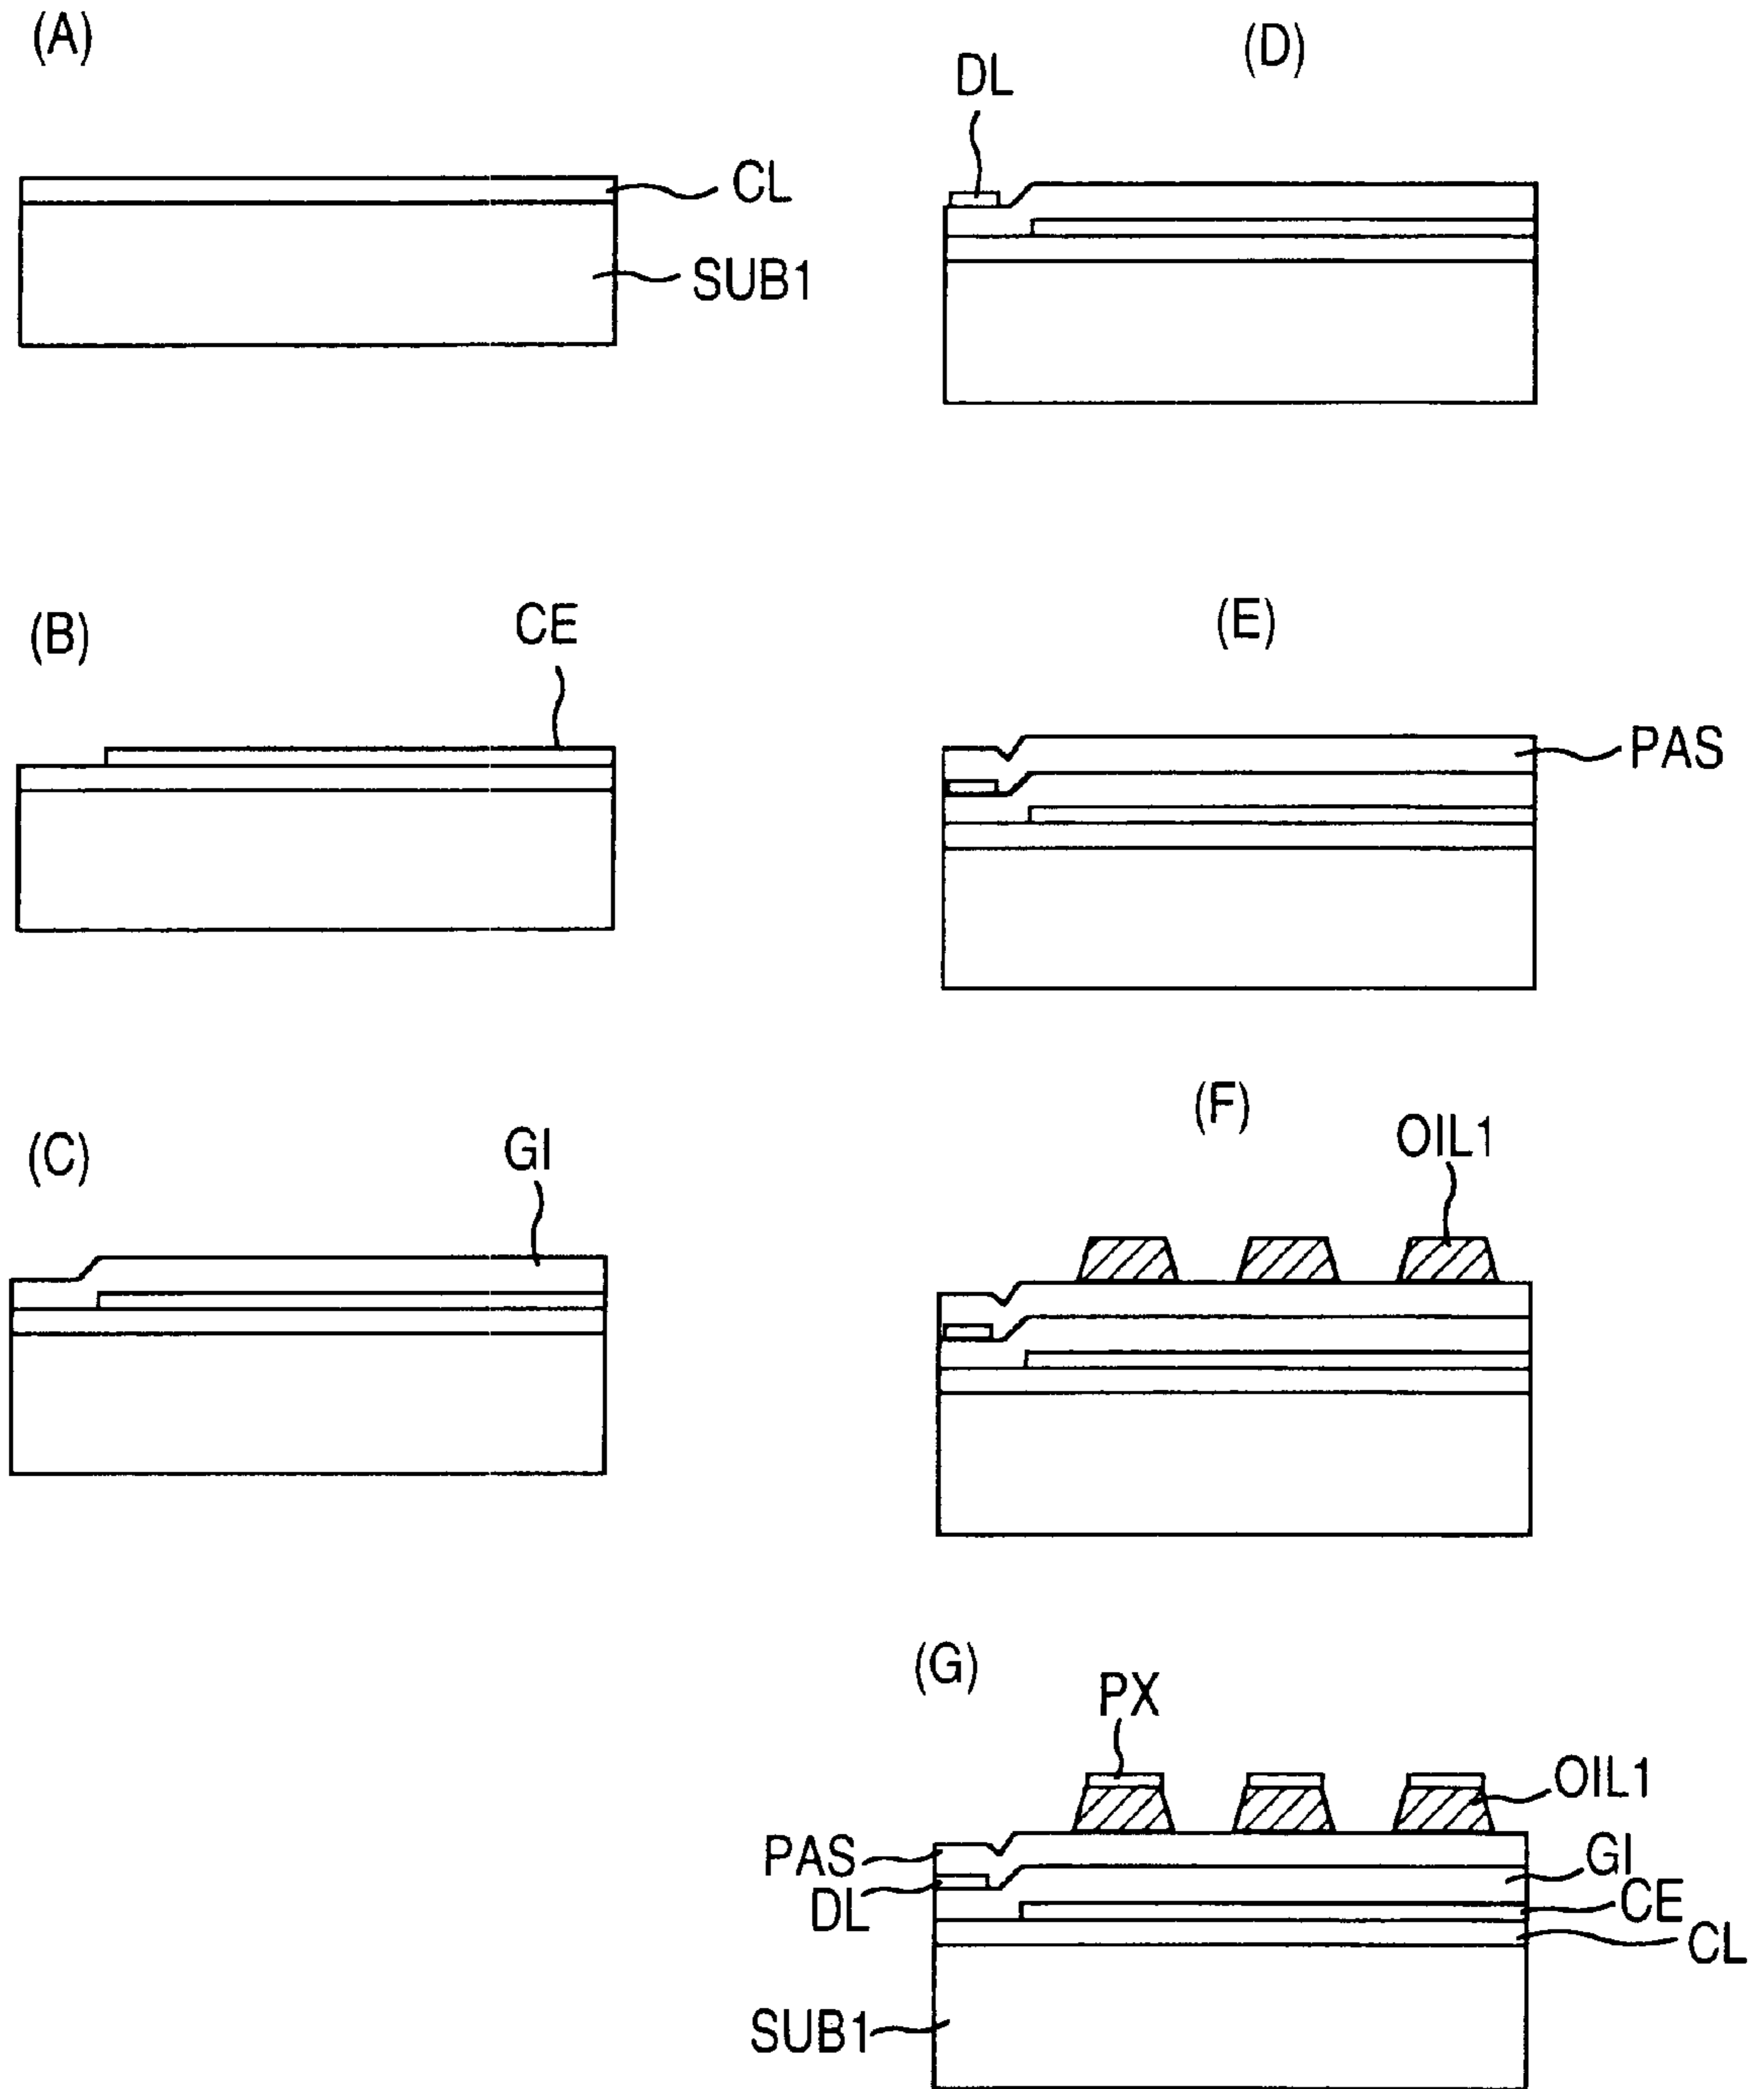 (A)
CL
SUB1
(B)
CE
(C)
GI
(D)
DL
(E)
PAS
(F)
OIL1
(G)
PX
OIL1
PAS
GI
DL
CE
CL
SUB1